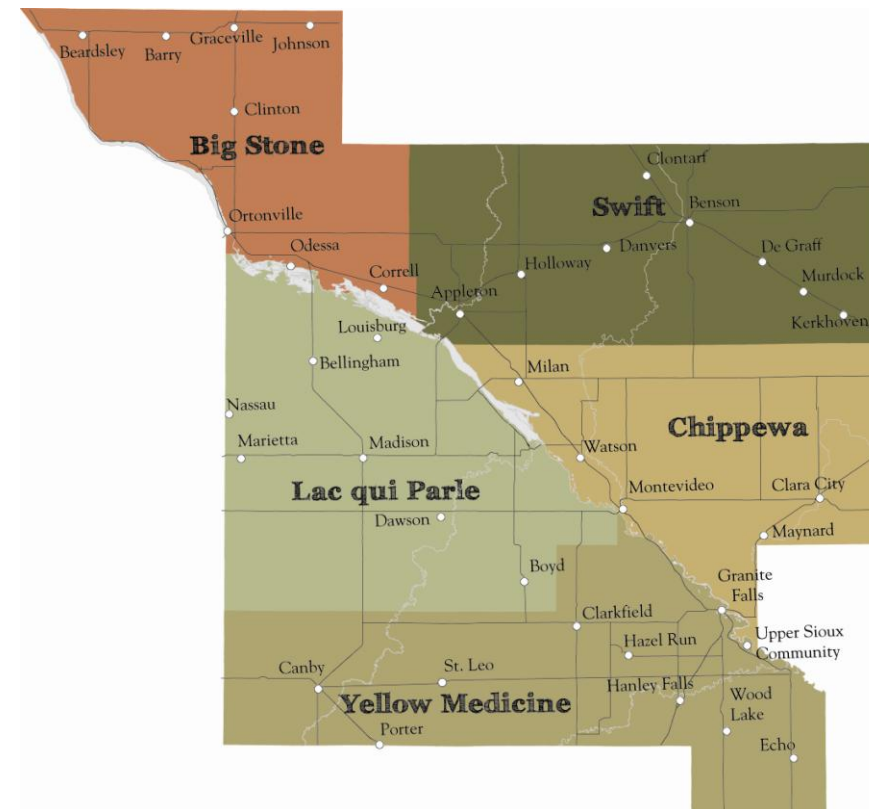 Graceville
Johnson
Beardsley
Barry
Clinton
Big Stone
Clontarf
Swift
Benson
Ortonville
Odessa
Danvers
De Graff
Correll
Holloway
Murdock
Appleron
Kerkhoven
Louisburg
Bellingham
Milan
Nassau
Chippewa
Marietta
Madison
Watson
Lac qui Parle
Montevideo
Clara City
Dawson
Maynard
Boyd
Granite
Falls
Clarkfield
Hazel Run
Upper Sioux
Community
Canby
St. Leo
Hanley Falls
Wood
Lake
Yellow Medicine
Porter
Echo